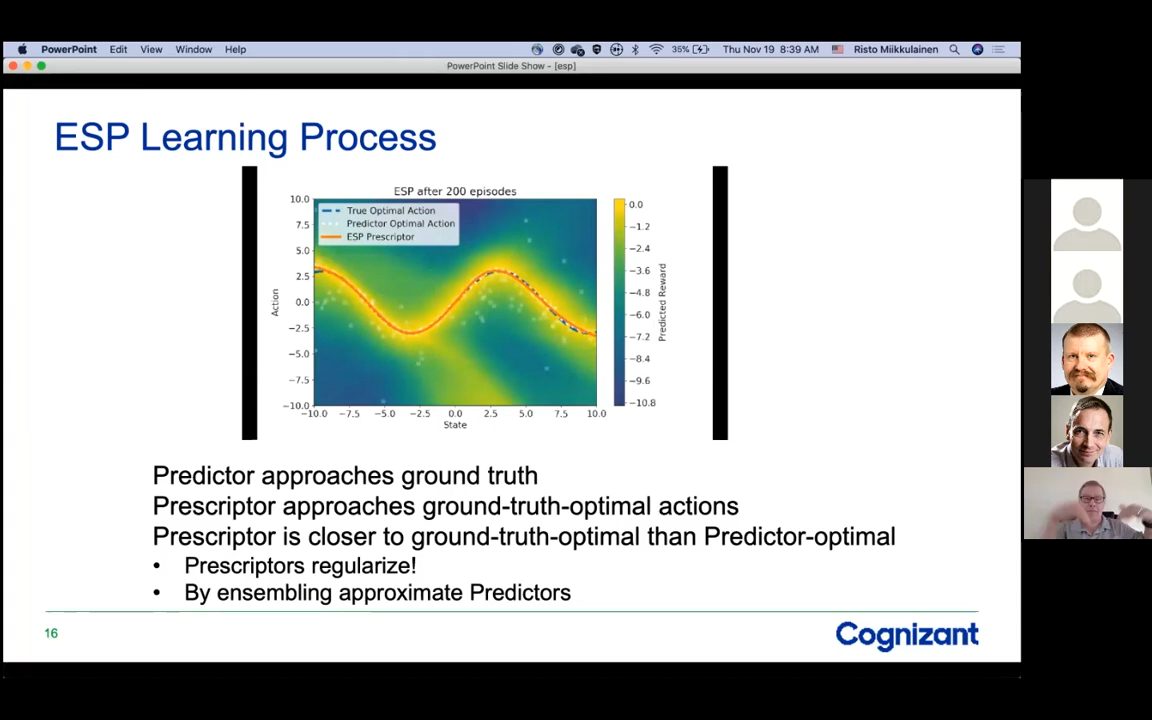 PowerPoint Edit View Window Help 35% Thu Nov 19 8:39 AM Risto Miikkulainen
PowerPoint Slide Show - [esp]
ESP Learning Process
ESP after 200 episodes
True Optimal Action
Predictor Optimal Action
ESP Prescriptor
10.0
7.5
5.0
2.5
0.0
−2.5
−5.0
−7.5
−10.0
Action
−10.0 −7.5 −5.0 −2.5 0.0 2.5 5.0 7.5 10.0
State
0.0
−1.2
−2.4
−3.6
−4.8
−6.0
−7.2
−8.4
−9.6
−10.8
Predicted Reward
Predictor approaches ground truth
Prescriptor approaches ground-truth-optimal actions
Prescriptor is closer to ground-truth-optimal than Predictor-optimal
• Prescriptors regularize!
• By ensembling approximate Predictors
16
Cognizant